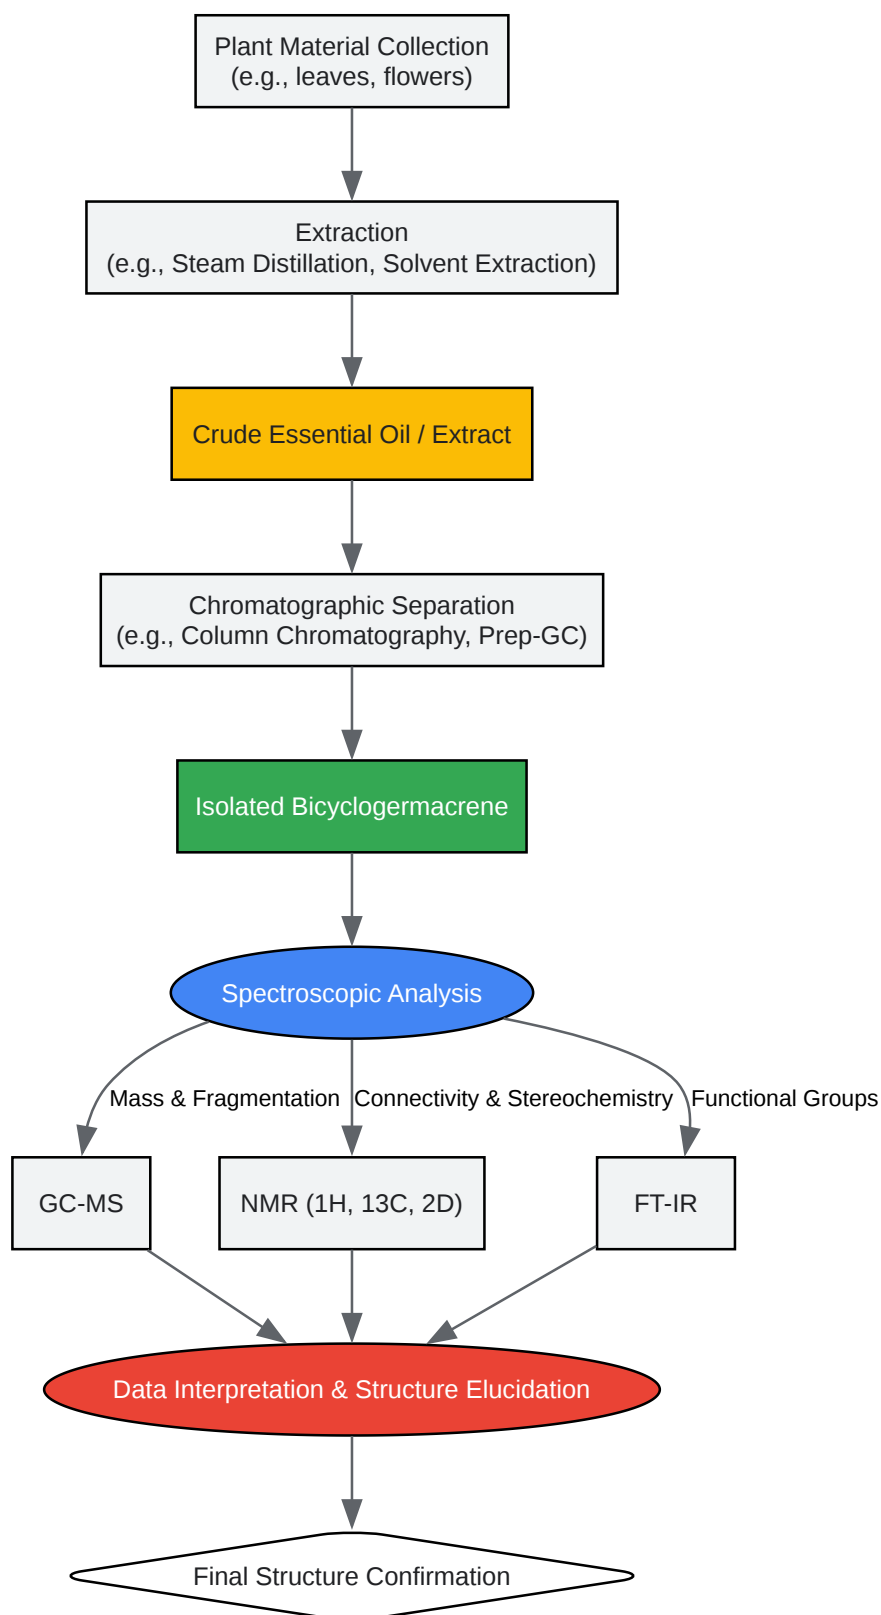 Plant Material Collection
(e.g., leaves, flowers)
Extraction
(e.g., Steam Distillation, Solvent Extraction)
Crude Essential Oil / Extract
Chromatographic Separation
(e.g., Column Chromatography, Prep-GC)
Isolated Bicyclogermacrene
Spectroscopic Analysis
Mass & Fragmentation
Connectivity & Stereochemistry
Functional Groups
GC-MS
NMR (1H, 13C, 2D)
FT-IR
Data Interpretation & Structure Elucidation
Final Structure Confirmation